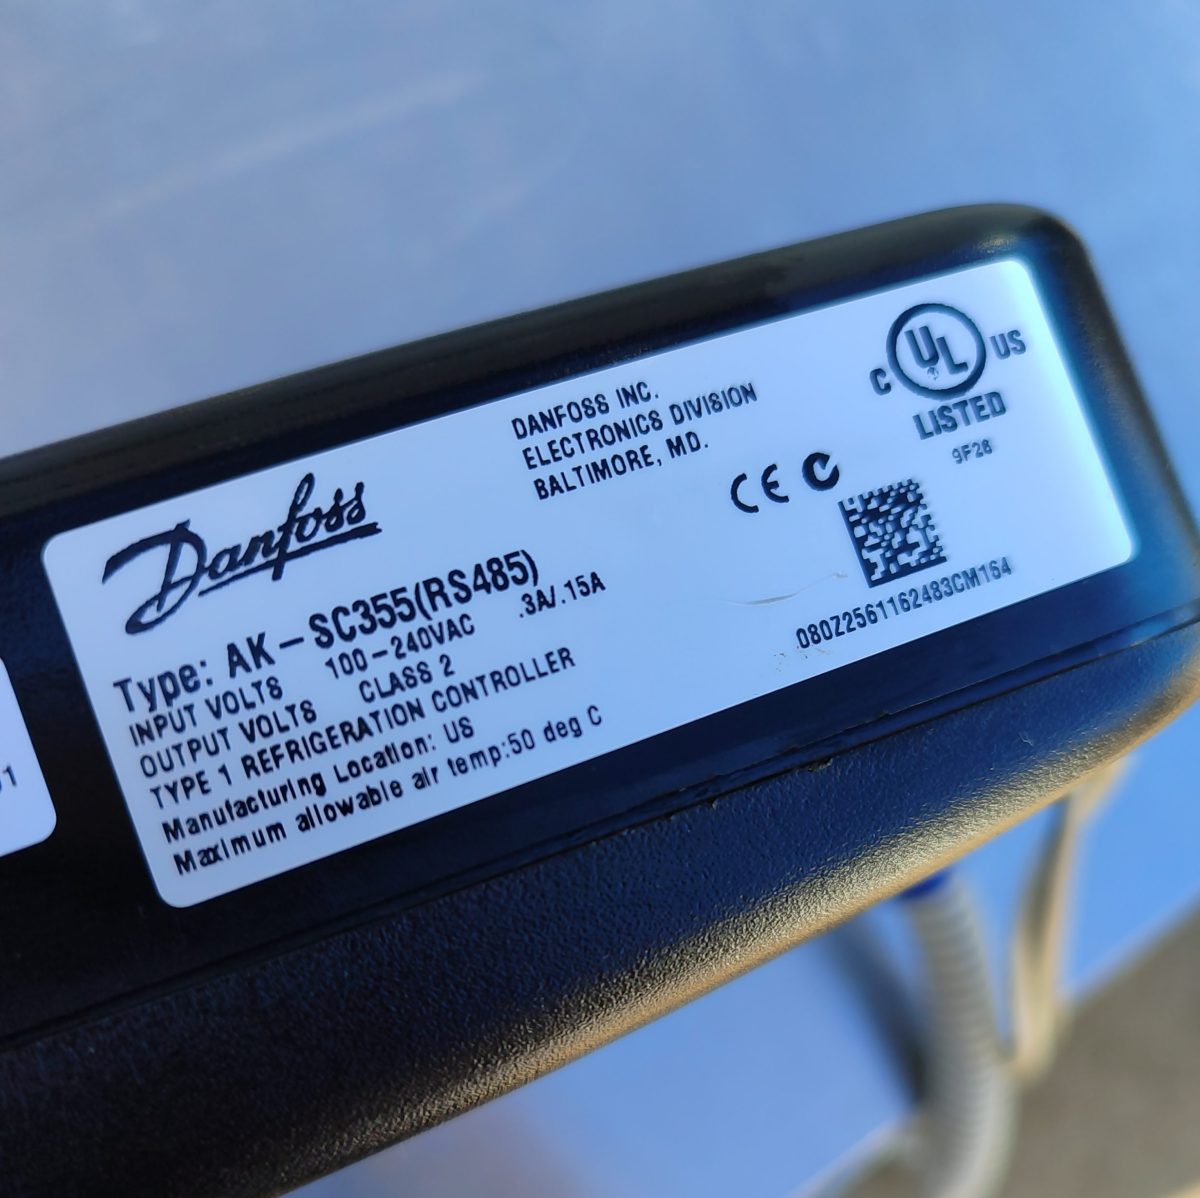 Danfoss
DANFOSS INC.
ELECTRONICS DIVISION
BALTIMORE, MD.
C UL US
LISTED
9F28
CE
Type: AK-SC355(RS485)
INPUT VOLTS 100-240VAC .3A/.15A
OUTPUT VOLTS CLASS 2
TYPE 1 REFRIGERATION CONTROLLER
Manufacturing Location: US
Maximum allowable air temp:50 deg C
080Z2561162483CM164